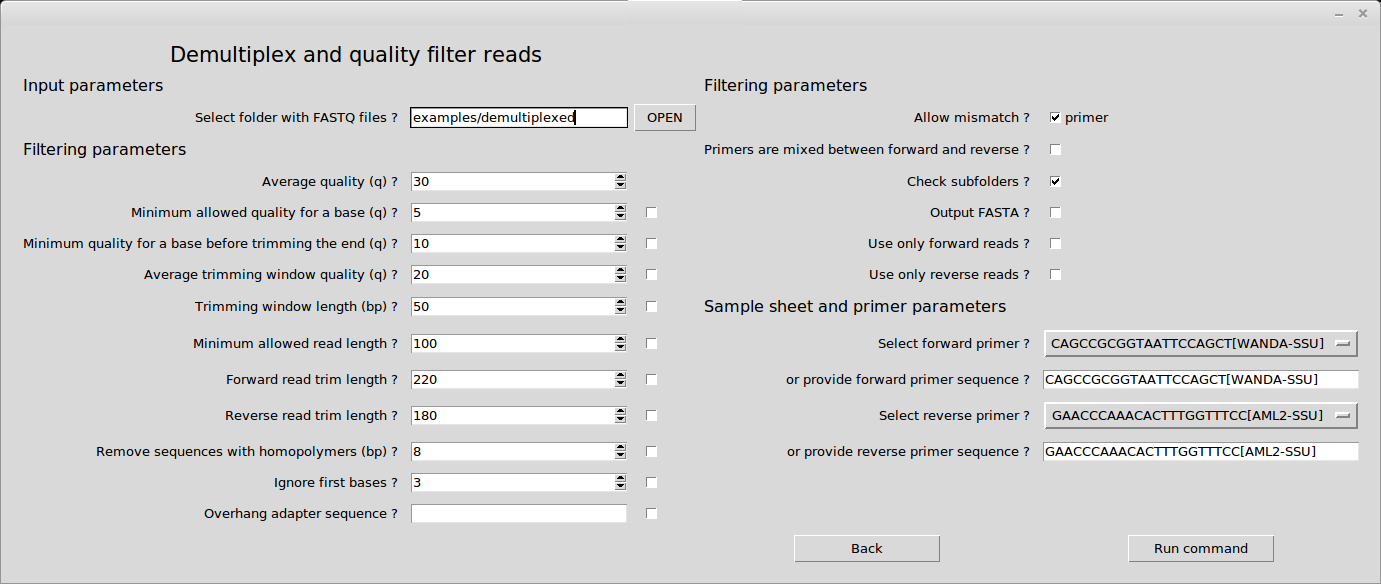 Demultiplex and quality filter reads
Input parameters
Select folder with FASTQ files ? examples/demultiplexed OPEN
Filtering parameters
Average quality (q) ? 30
Minimum allowed quality for a base (q) ? 5
Minimum quality for a base before trimming the end (q) ? 10
Average trimming window quality (q) ? 20
Trimming window length (bp) ? 50
Minimum allowed read length ? 100
Forward read trim length ? 220
Reverse read trim length ? 180
Remove sequences with homopolymers (bp) ? 8
Ignore first bases ? 3
Overhang adapter sequence ?
Filtering parameters
Allow mismatch ? primer
Primers are mixed between forward and reverse ?
Check subfolders ?
Output FASTA ?
Use only forward reads ?
Use only reverse reads ?
Sample sheet and primer parameters
Select forward primer ? CAGCCGCGGTAATTCCAGCT[WANDA-SSU]
or provide forward primer sequence ? CAGCCGCGGTAATTCCAGCT[WANDA-SSU]
Select reverse primer ? GAACCCAAACACTTTGGTTTCC[AML2-SSU]
or provide reverse primer sequence ? GAACCCAAACACTTTGGTTTCC[AML2-SSU]
Back Run command